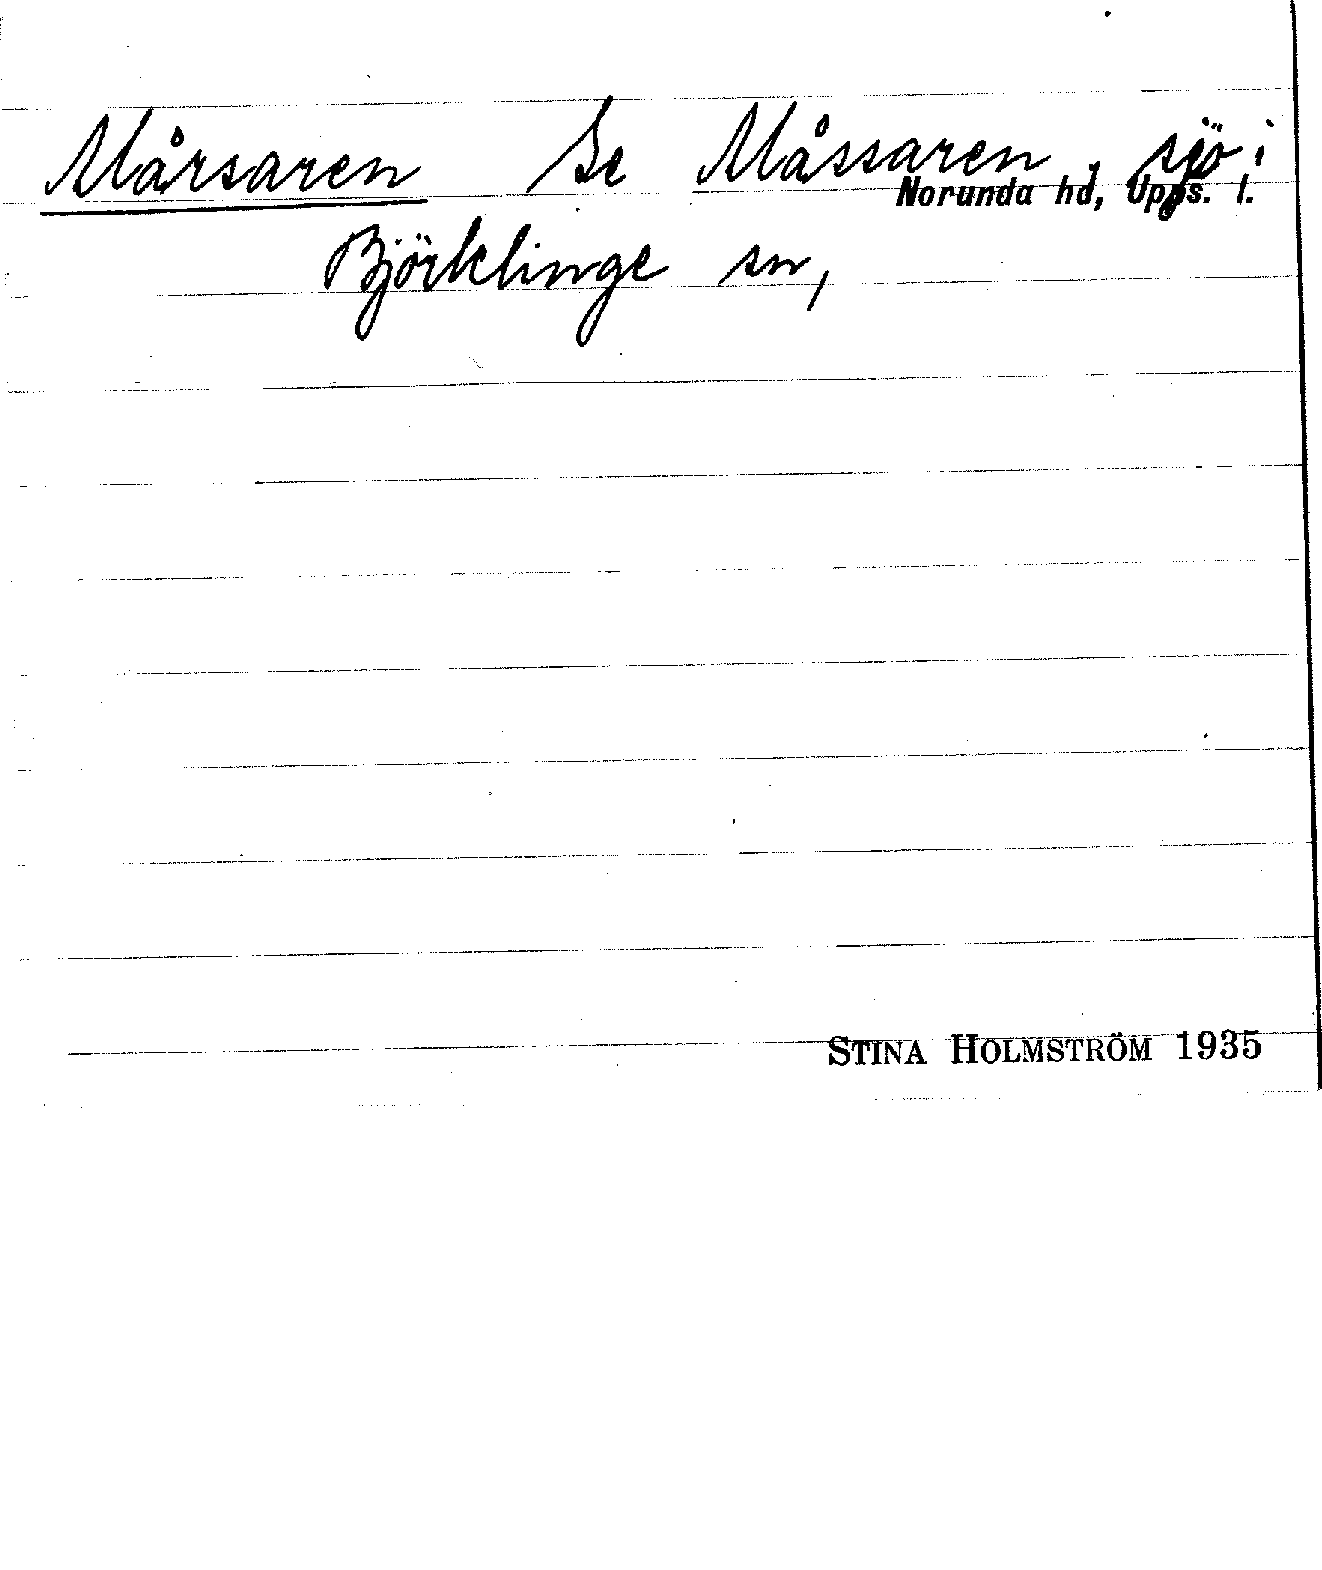 Mårsaren Se Måssaren, sjö i
Norunda hd, Upps. l.
Björklinge sn,
STINA HOLMSTRÖM 1935